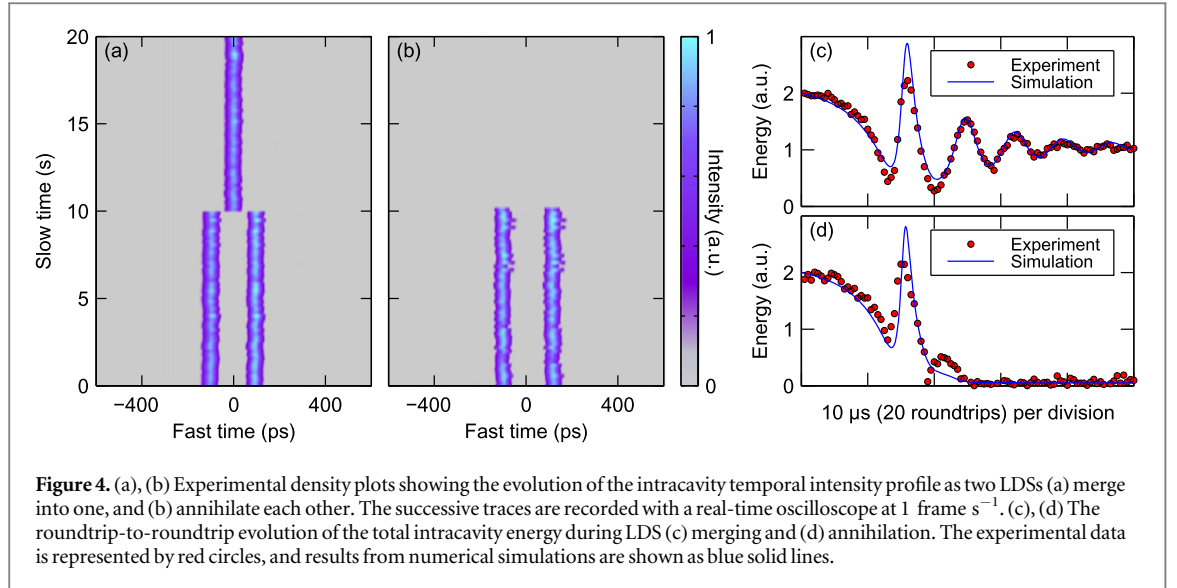 (a)
20
15
10
5
0
Slow time (s)
−400
0
400
Fast time (ps)
(b)
−400
0
400
Fast time (ps)
1
0
Intensity (a.u.)
(c)
Experiment
Simulation
2
1
0
Energy (a.u.)
(d)
Experiment
Simulation
2
1
0
Energy (a.u.)
10 µs (20 roundtrips) per division
Figure 4. (a), (b) Experimental density plots showing the evolution of the intracavity temporal intensity profile as two LDSs (a) merge
into one, and (b) annihilate each other. The successive traces are recorded with a real-time oscilloscope at 1 frame s⁻¹. (c), (d) The
roundtrip-to-roundtrip evolution of the total intracavity energy during LDS (c) merging and (d) annihilation. The experimental data
is represented by red circles, and results from numerical simulations are shown as blue solid lines.